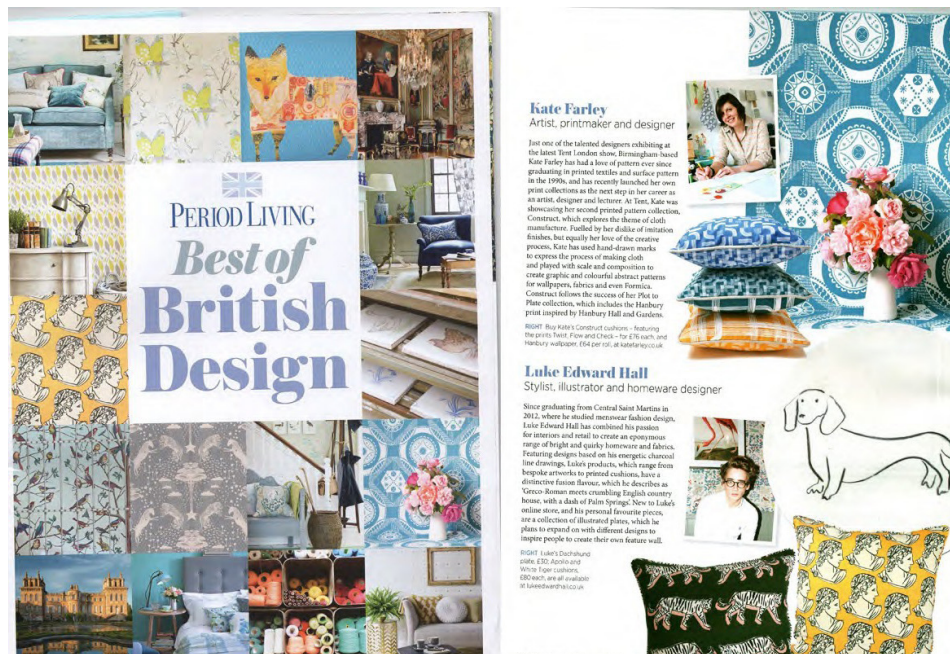 PERIOD LIVING
Best of
British
Design
Kate Farley
Artist, printmaker and designer
Just one of the talented designers exhibiting at
the latest Tent London show, Birmingham-based
Kate Farley has had a love of pattern ever since
graduating in printed textiles and surface pattern
in the 1990s, and has recently launched her own
print collections as the next step in her career as
an artist, designer and lecturer. At Tent, Kate was
showcasing her second printed pattern collection,
Construct, which explores the theme of cloth
manufacture. Fuelled by her dislike of imitation
finishes, but equally her love of the creative
process, Kate has used hand-drawn marks
to express the process of making cloth
and played with scale and composition to
create graphic and colourful abstract patterns
for wallpapers, fabrics and even Formica.
Construct follows the success of her Plot to
Plate collection, which includes the Hanbury
print inspired by Hanbury Hall and Gardens.
RIGHT Buy Kate's Construct cushions – featuring
the prints Twist, Flow and Check – for £76 each, and
Hanbury wallpaper, £64 per roll, at katefarley.co.uk
Luke Edward Hall
Stylist, illustrator and homeware designer
Since graduating from Central Saint Martins in
2012, where he studied menswear fashion design,
Luke Edward Hall has combined his passion
for interiors and retail to create an eponymous
range of bright and quirky homeware and fabrics.
Featuring designs based on his energetic charcoal
line drawings, Luke's products, which range from
bespoke artworks to printed cushions, have a
distinctive fusion flavour, which he describes as
'Greco-Roman meets crumbling English country
house, with a dash of Palm Springs'. New to Luke's
online store, and his personal favourite pieces,
are a collection of illustrated plates, which he
plans to expand on with different designs to
inspire people to create their own feature wall.
RIGHT Luke's Dachshund
plate, £30; Apollo and
White Tiger cushions,
£80 each, are all available
at lukeedwardhall.co.uk